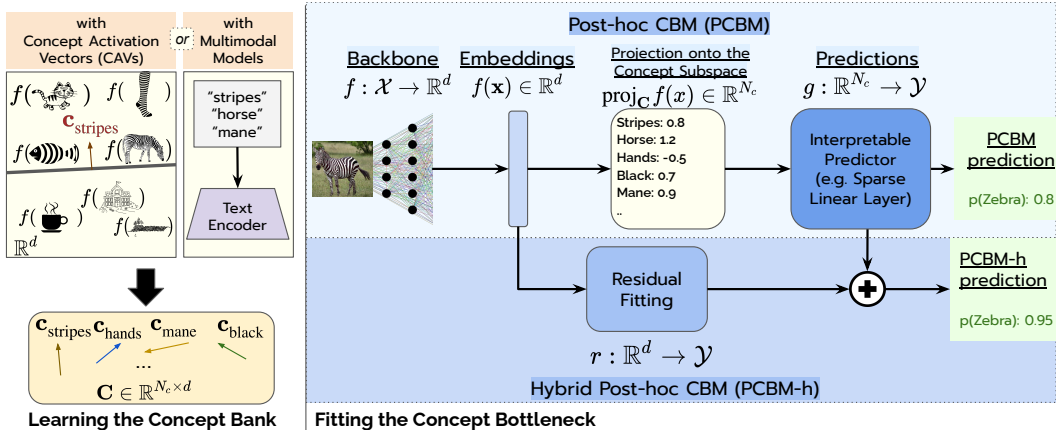 with
Concept Activation
Vectors (CAVs)
or
with
Multimodal
Models
f( )
f( )
c_stripes
f( )
f( )
f( )
f( )
f( )
ℝ^d
"stripes"
"horse"
"mane"
Text
Encoder
c_stripes c_hands c_mane c_black
...
C ∈ ℝ^{N_c × d}
Learning the Concept Bank
Post-hoc CBM (PCBM)
Backbone
f : 𝒳 → ℝ^d
Embeddings
f(x) ∈ ℝ^d
Projection onto the
Concept Subspace
proj_C f(x) ∈ ℝ^{N_c}
Predictions
g : ℝ^{N_c} → 𝒴
Stripes: 0.8
Horse: 1.2
Hands: -0.5
Black: 0.7
Mane: 0.9
..
Interpretable
Predictor
(e.g. Sparse
Linear Layer)
PCBM
prediction
p(Zebra): 0.8
Residual
Fitting
r : ℝ^d → 𝒴
PCBM-h
prediction
p(Zebra): 0.95
Hybrid Post-hoc CBM (PCBM-h)
Fitting the Concept Bottleneck